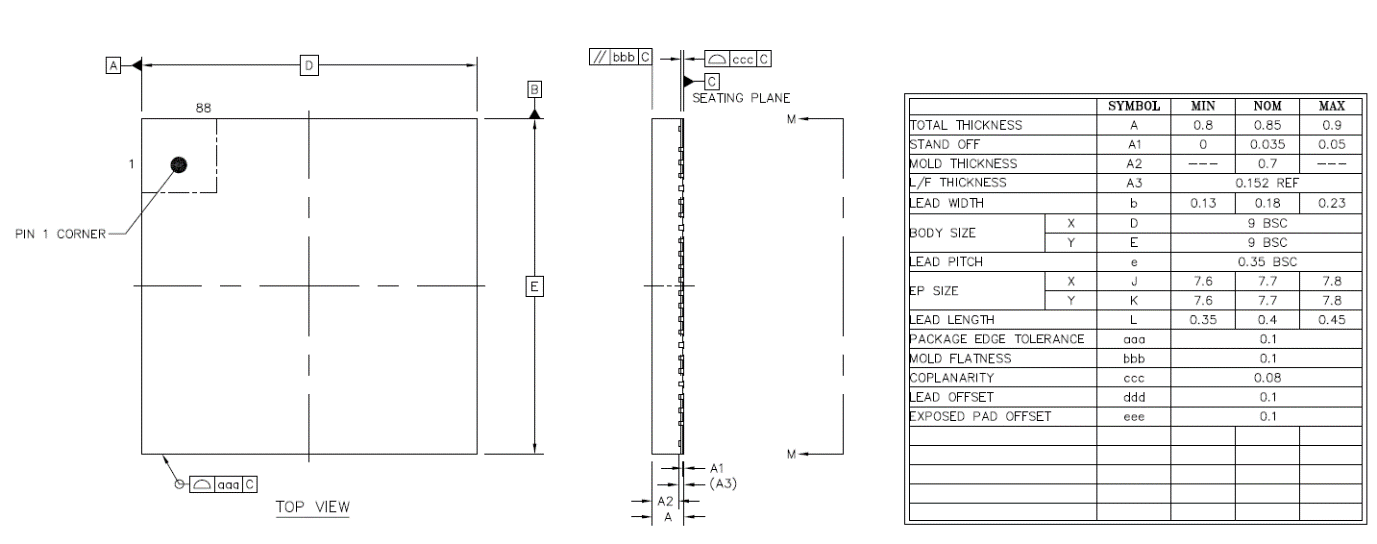 A
D
88
B
1
PIN 1 CORNER
E
aaa C
TOP VIEW
// bbb C
ccc C
C
SEATING PLANE
M
M
A1
(A3)
A2
A
SYMBOL MIN NOM MAX
TOTAL THICKNESS A 0.8 0.85 0.9
STAND OFF A1 0 0.035 0.05
MOLD THICKNESS A2 --- 0.7 ---
L/F THICKNESS A3 0.152 REF
LEAD WIDTH b 0.13 0.18 0.23
BODY SIZE X D 9 BSC
Y E 9 BSC
LEAD PITCH e 0.35 BSC
EP SIZE X J 7.6 7.7 7.8
Y K 7.6 7.7 7.8
LEAD LENGTH L 0.35 0.4 0.45
PACKAGE EDGE TOLERANCE aaa 0.1
MOLD FLATNESS bbb 0.1
COPLANARITY ccc 0.08
LEAD OFFSET ddd 0.1
EXPOSED PAD OFFSET eee 0.1